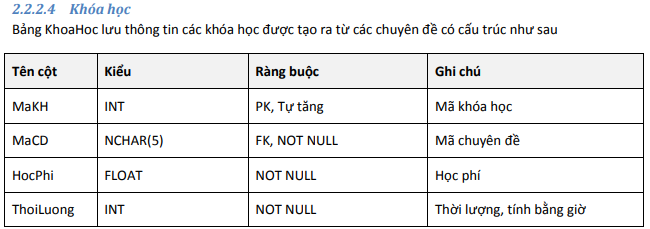 2.2.2.4 Khóa học
Bảng KhoaHoc lưu thông tin các khóa học được tạo ra từ các chuyên đề có cấu trúc như sau
Tên cột Kiểu Ràng buộc Ghi chú
MaKH INT PK, Tự tăng Mã khóa học
MaCD NCHAR(5) FK, NOT NULL Mã chuyên đề
HocPhi FLOAT NOT NULL Học phí
ThoiLuong INT NOT NULL Thời lượng, tính bằng giờ